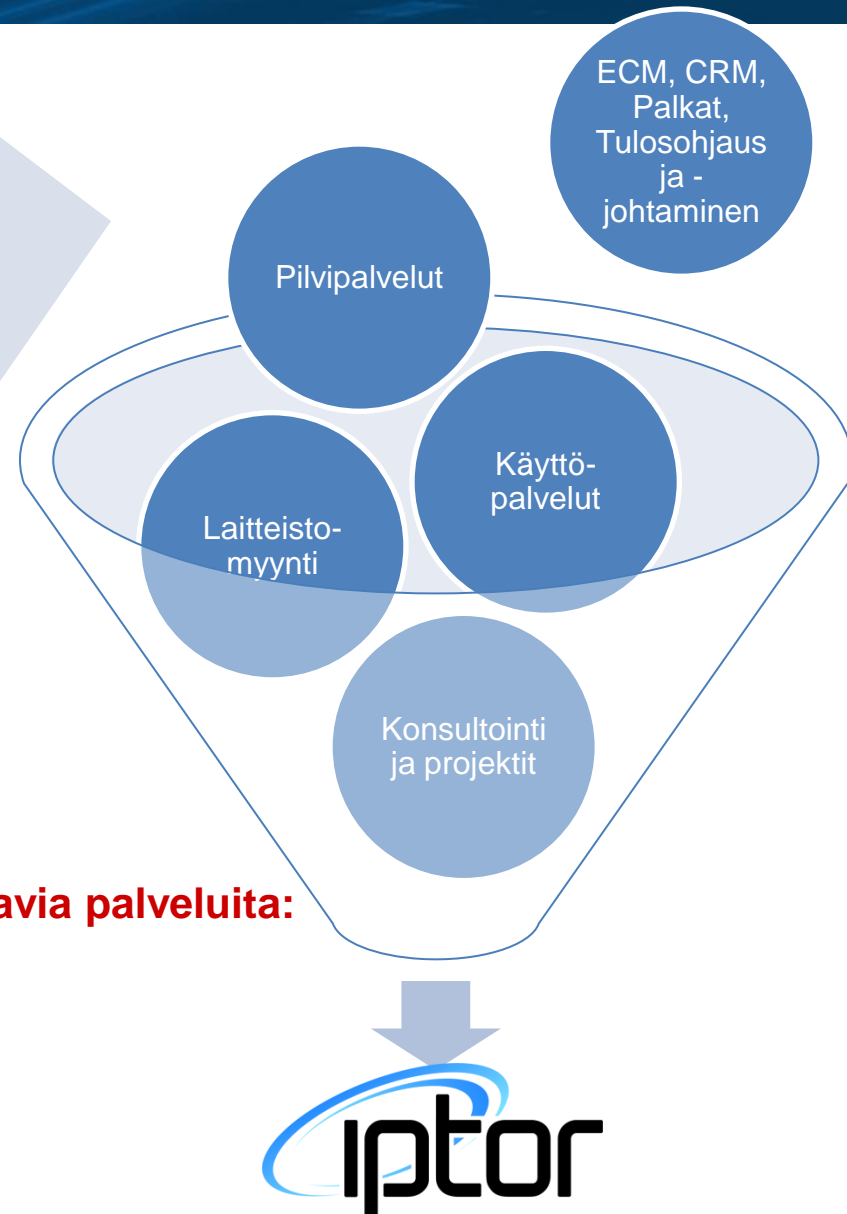 ECM, CRM,
Palkat,
Tulosohjaus
ja -
johtaminen
Pilvipalvelut
Käyttö-
palvelut
Laitteisto-
myynti
Konsultointi
ja projektit
avia palveluita:
iptor